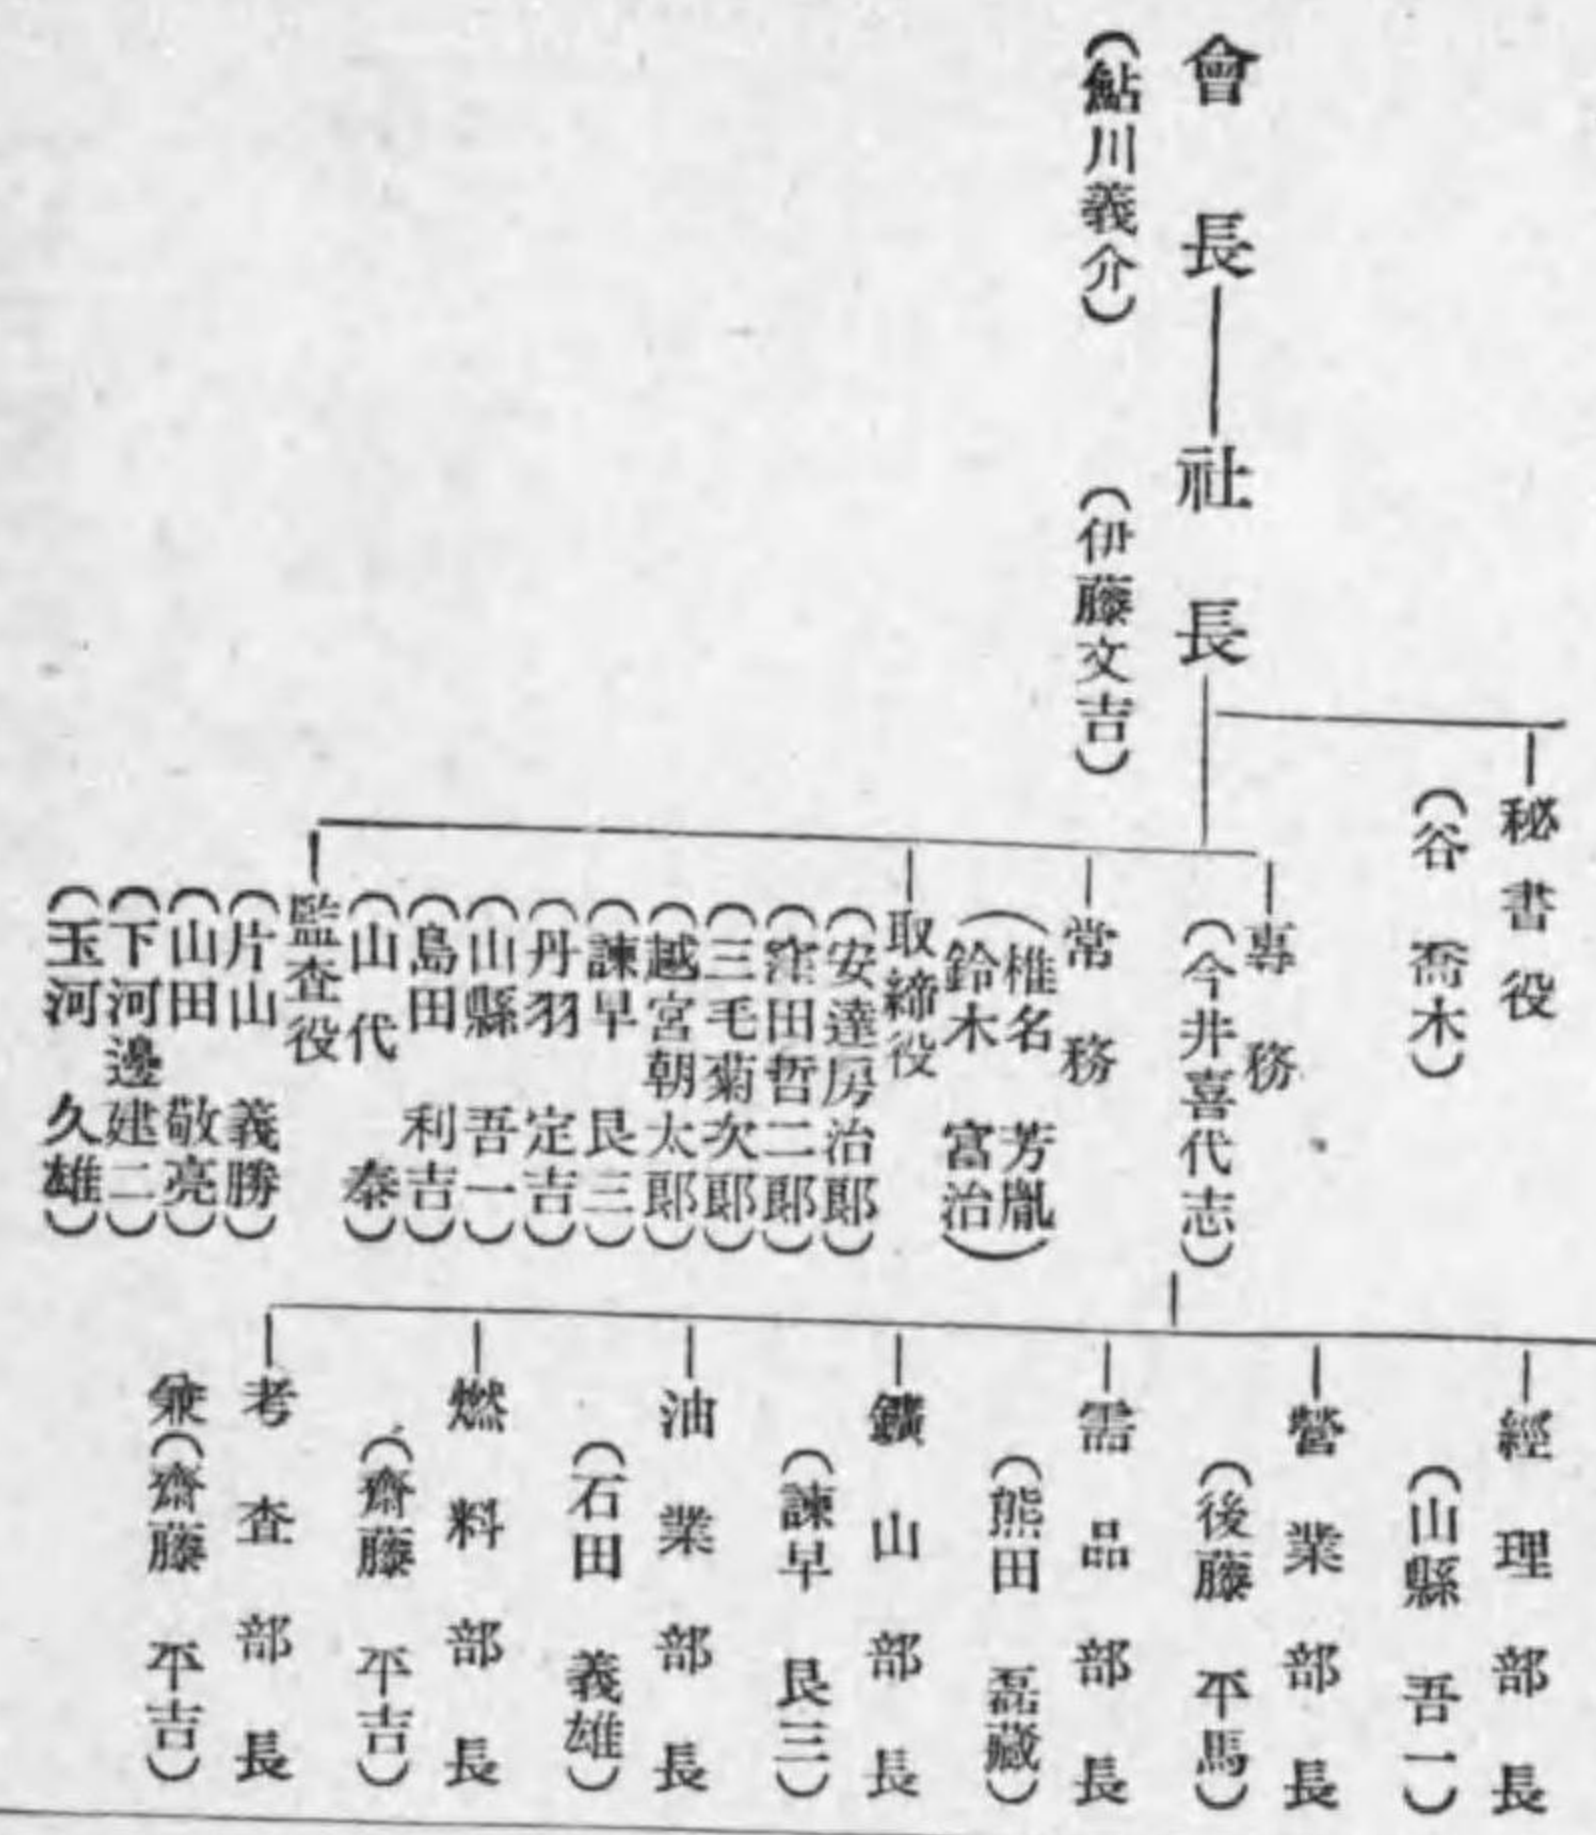 會長
(鮎川義介)
社長
(伊藤文吉)
秘書役
(谷喬木)
專務
(今井喜代志)
常務
(椎名芳胤
鈴木富治)
取締役
(安達房治郎)
(窪田哲二郎)
(三毛菊次郎)
(越宮朝太郎)
(諫早良三)
(丹羽定吉)
(山縣吾一)
(島田利吉)
(山代泰)
監査役
(片山義勝)
(山田敬亮)
(下河邊建二)
(玉河久雄)
經理部長
(山縣吾一)
營業部長
(後藤平馬)
需品部長
(熊田磊藏)
鑛山部長
(諫早良三)
油業部長
(石田義雄)
燃料部長
(齋藤平吉)
考査部長
兼(齋藤平吉)